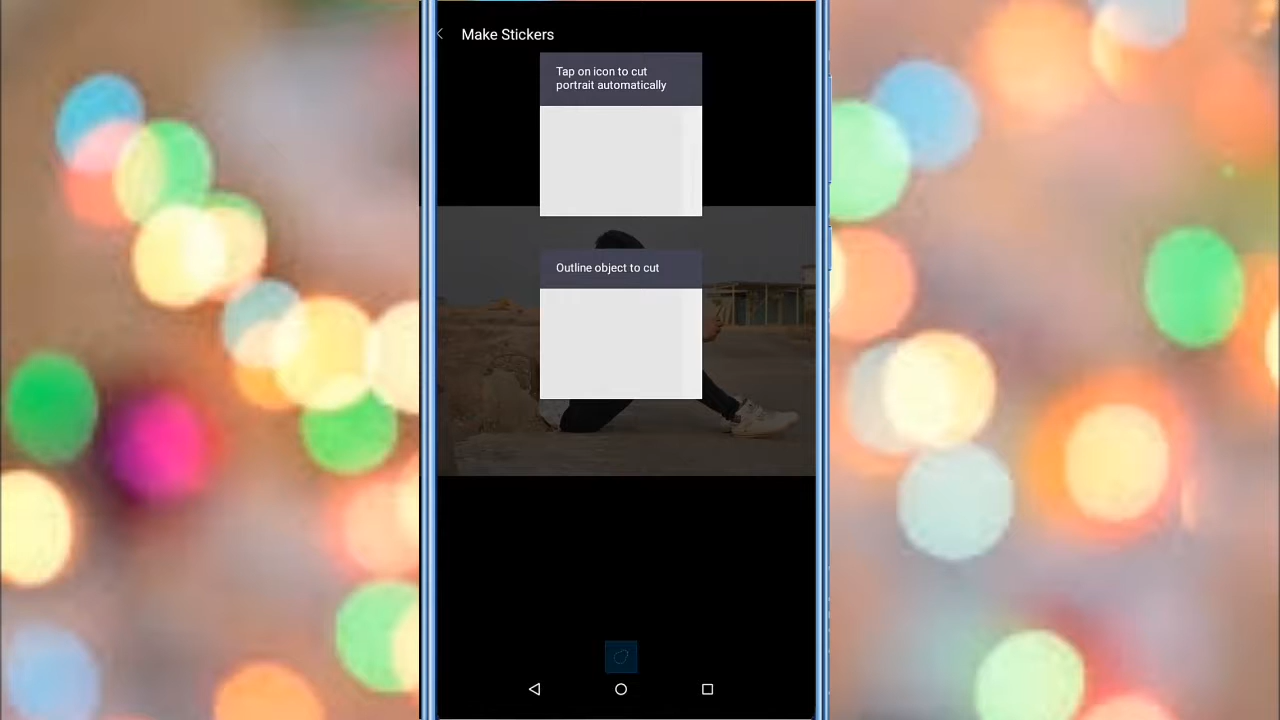 Make Stickers
Tap on icon to cut
portrait automatically
Outline object to cut